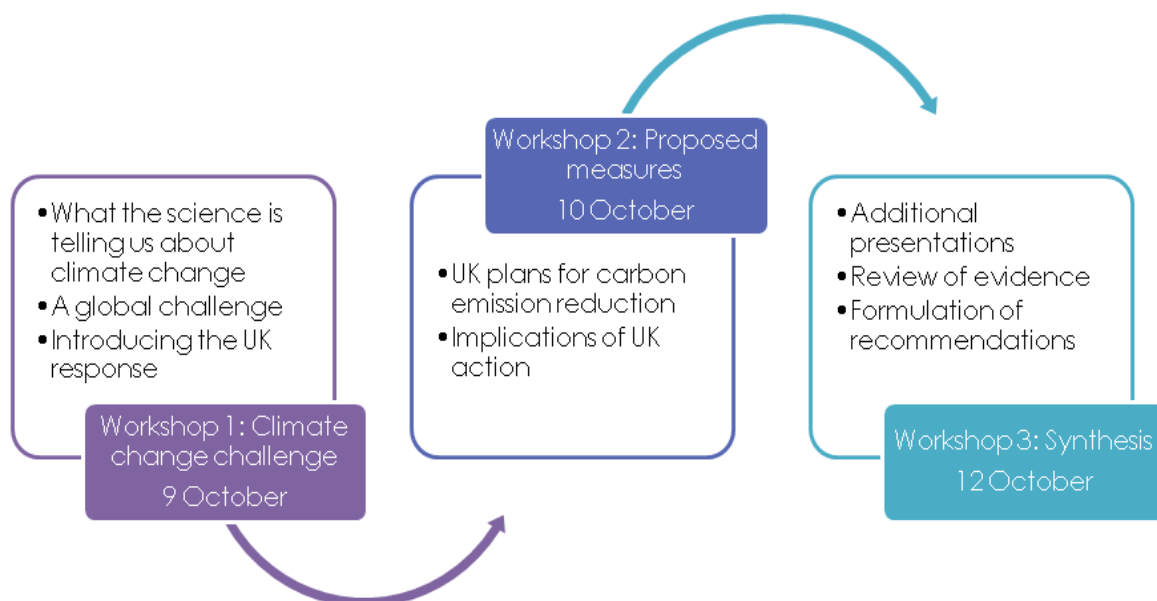 • What the science is
telling us about
climate change
• A global challenge
• Introducing the UK
response
Workshop 1: Climate
change challenge
9 October
Workshop 2: Proposed
measures
10 October
• UK plans for carbon
emission reduction
• Implications of UK
action
• Additional
presentations
• Review of evidence
• Formulation of
recommendations
Workshop 3: Synthesis
12 October